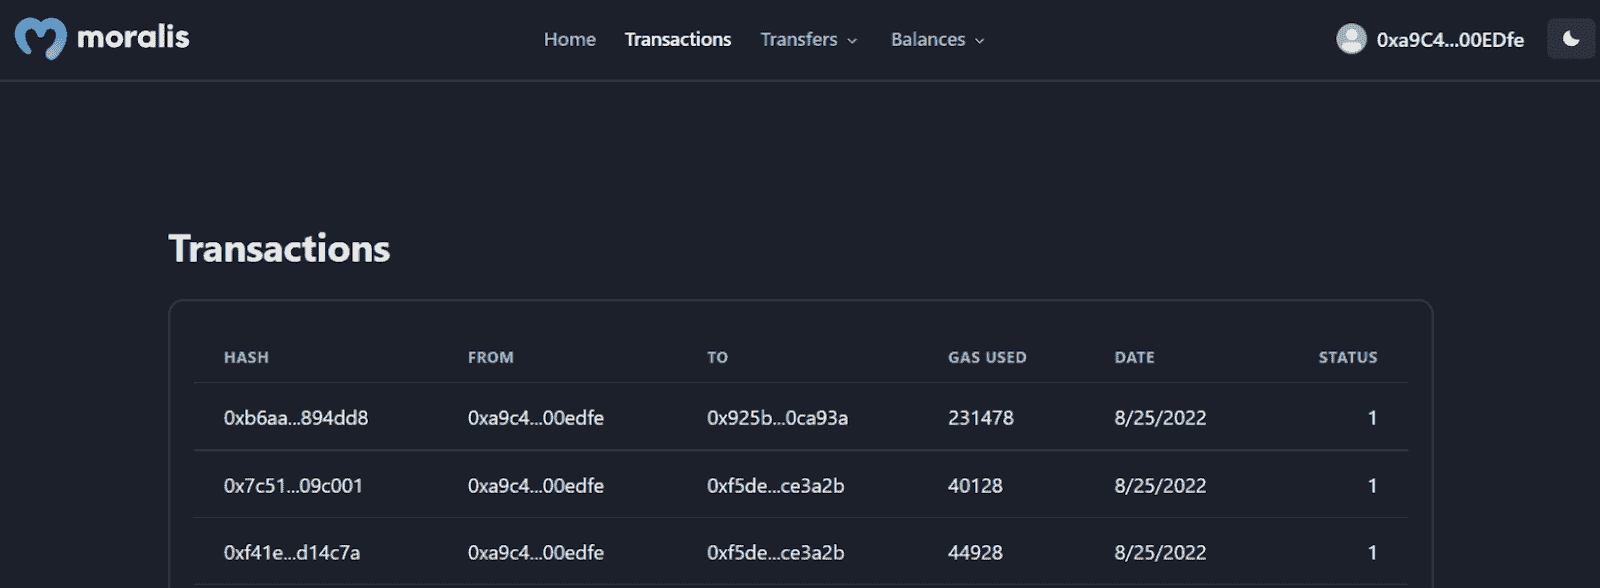 moralis
Home Transactions Transfers Balances
0xa9C4...00EDfe
Transactions
HASH FROM TO GAS USED DATE STATUS
0xb6aa...894dd8 0xa9c4...00edfe 0x925b...0ca93a 231478 8/25/2022 1
0x7c51...09c001 0xa9c4...00edfe 0xf5de...ce3a2b 40128 8/25/2022 1
0xf41e...d14c7a 0xa9c4...00edfe 0xf5de...ce3a2b 44928 8/25/2022 1